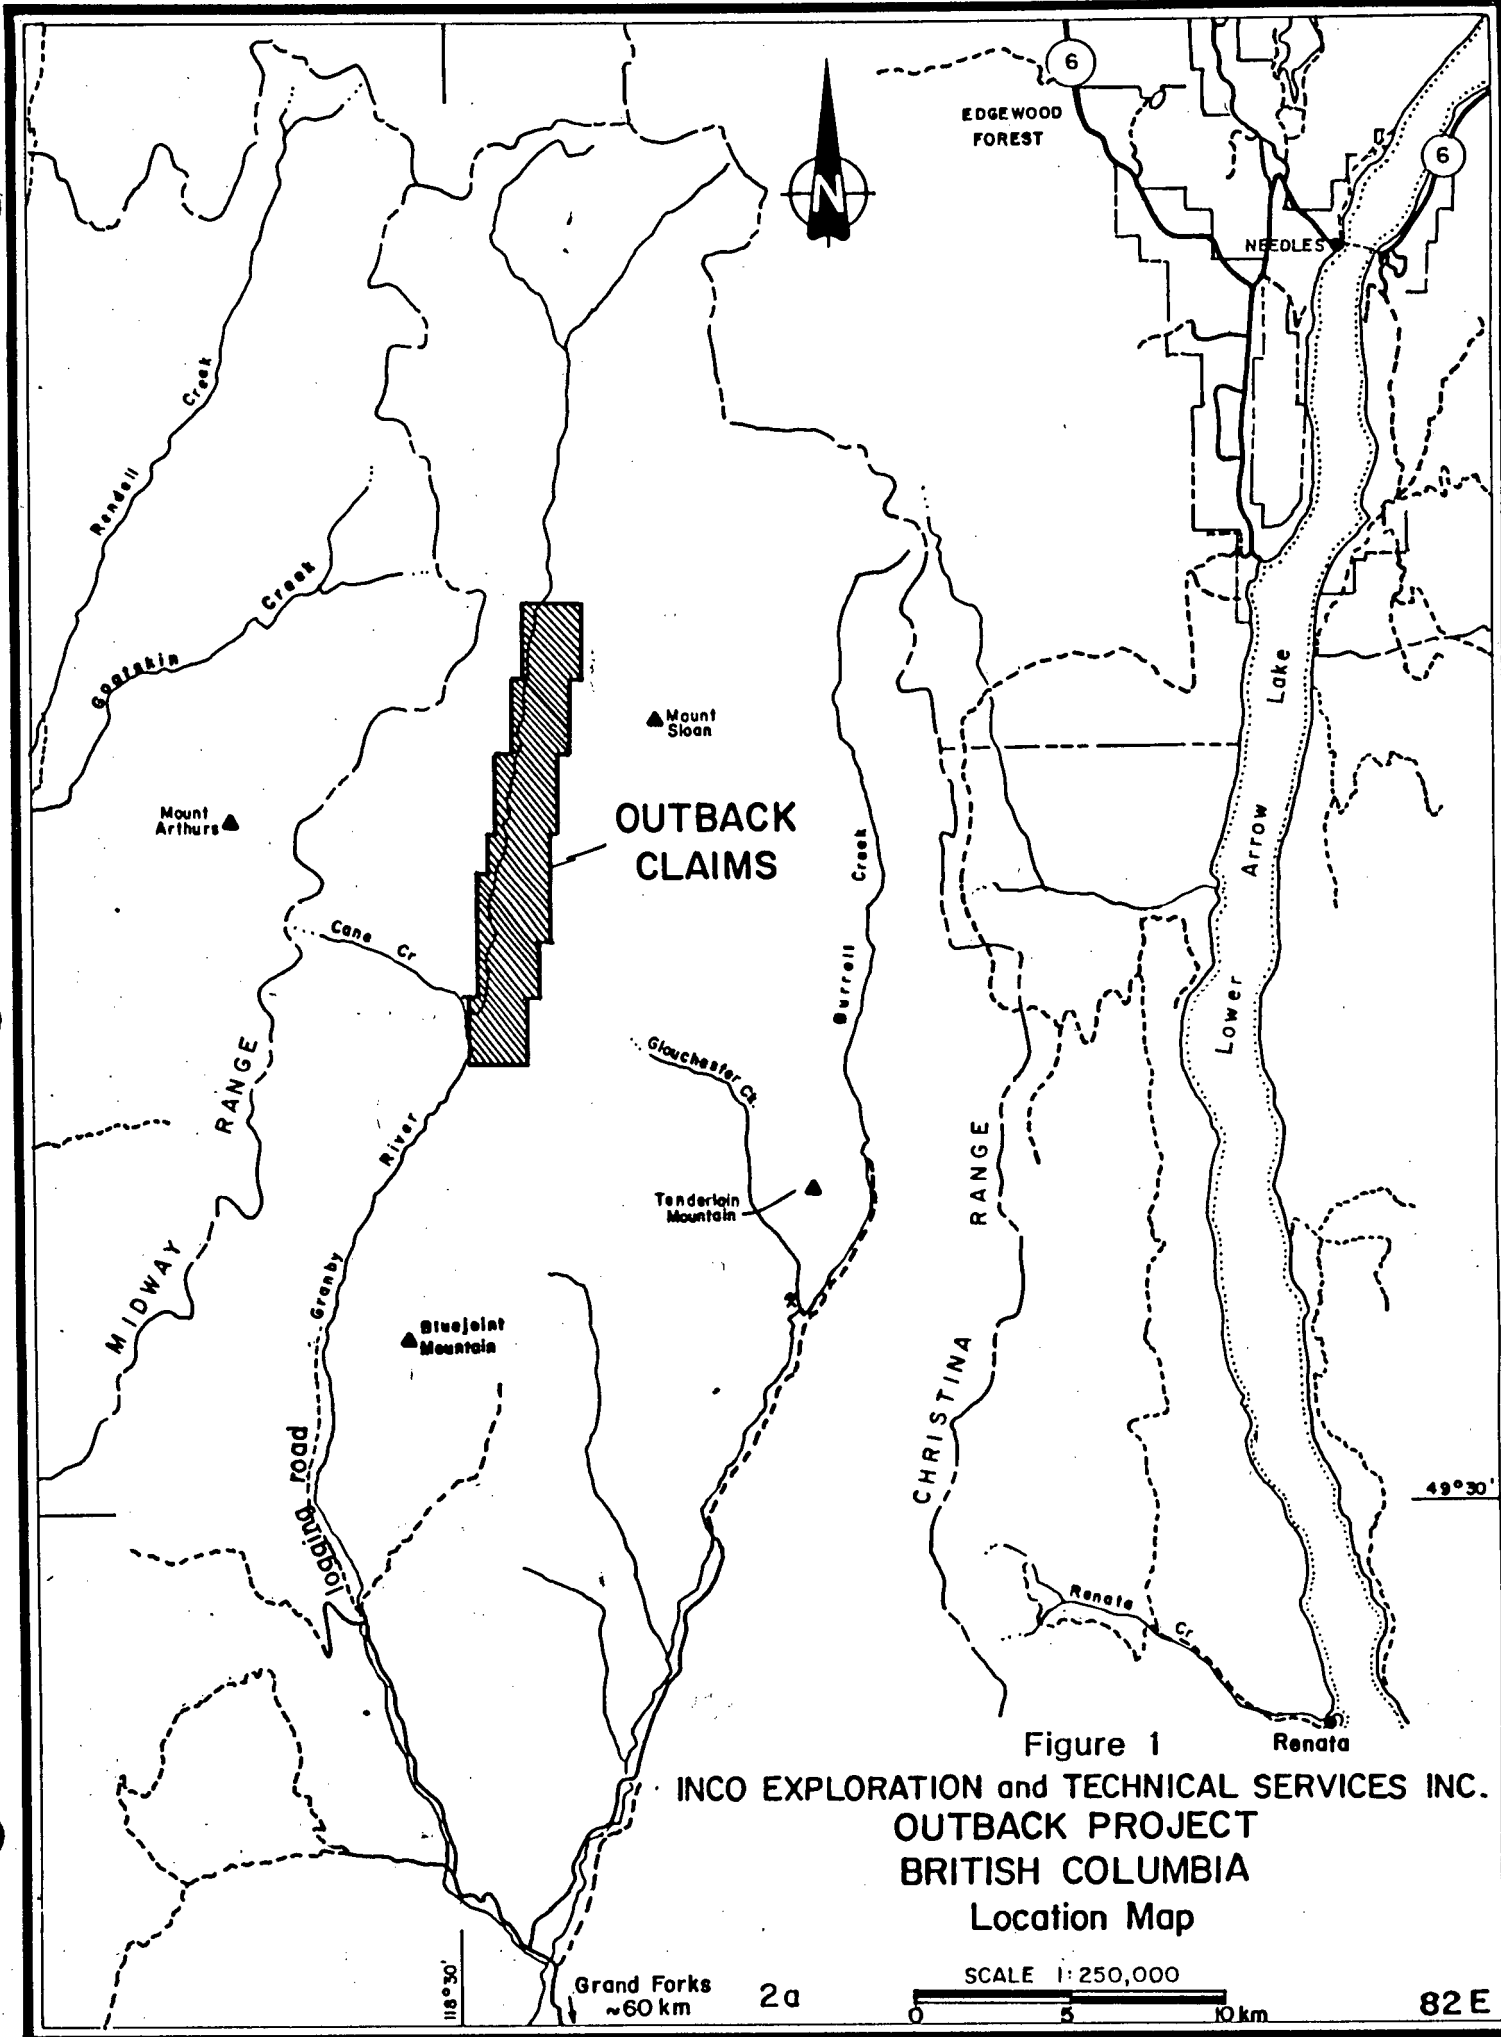 6
EDGEWOOD
FOREST
6
N
NEEDLES
Creek
Rendell
Creek
Goatskin
Lake
Mount
Sloan
Mount
Arthurs
OUTBACK
CLAIMS
Arrow
Creek
Burrell
Cane Cr
Lower
Glouchester Ck.
RANGE
River
RANGE
Tenderloin
Mountain
MIDWAY
Granby
Bluejoint
Mountain
CHRISTINA
road
logging
49°30'
Renata Cr
Renata
Figure 1
INCO EXPLORATION and TECHNICAL SERVICES INC.
OUTBACK PROJECT
BRITISH COLUMBIA
Location Map
118°30'
Grand Forks
~60 km
2a
SCALE 1:250,000
0 5 10 km
82 E